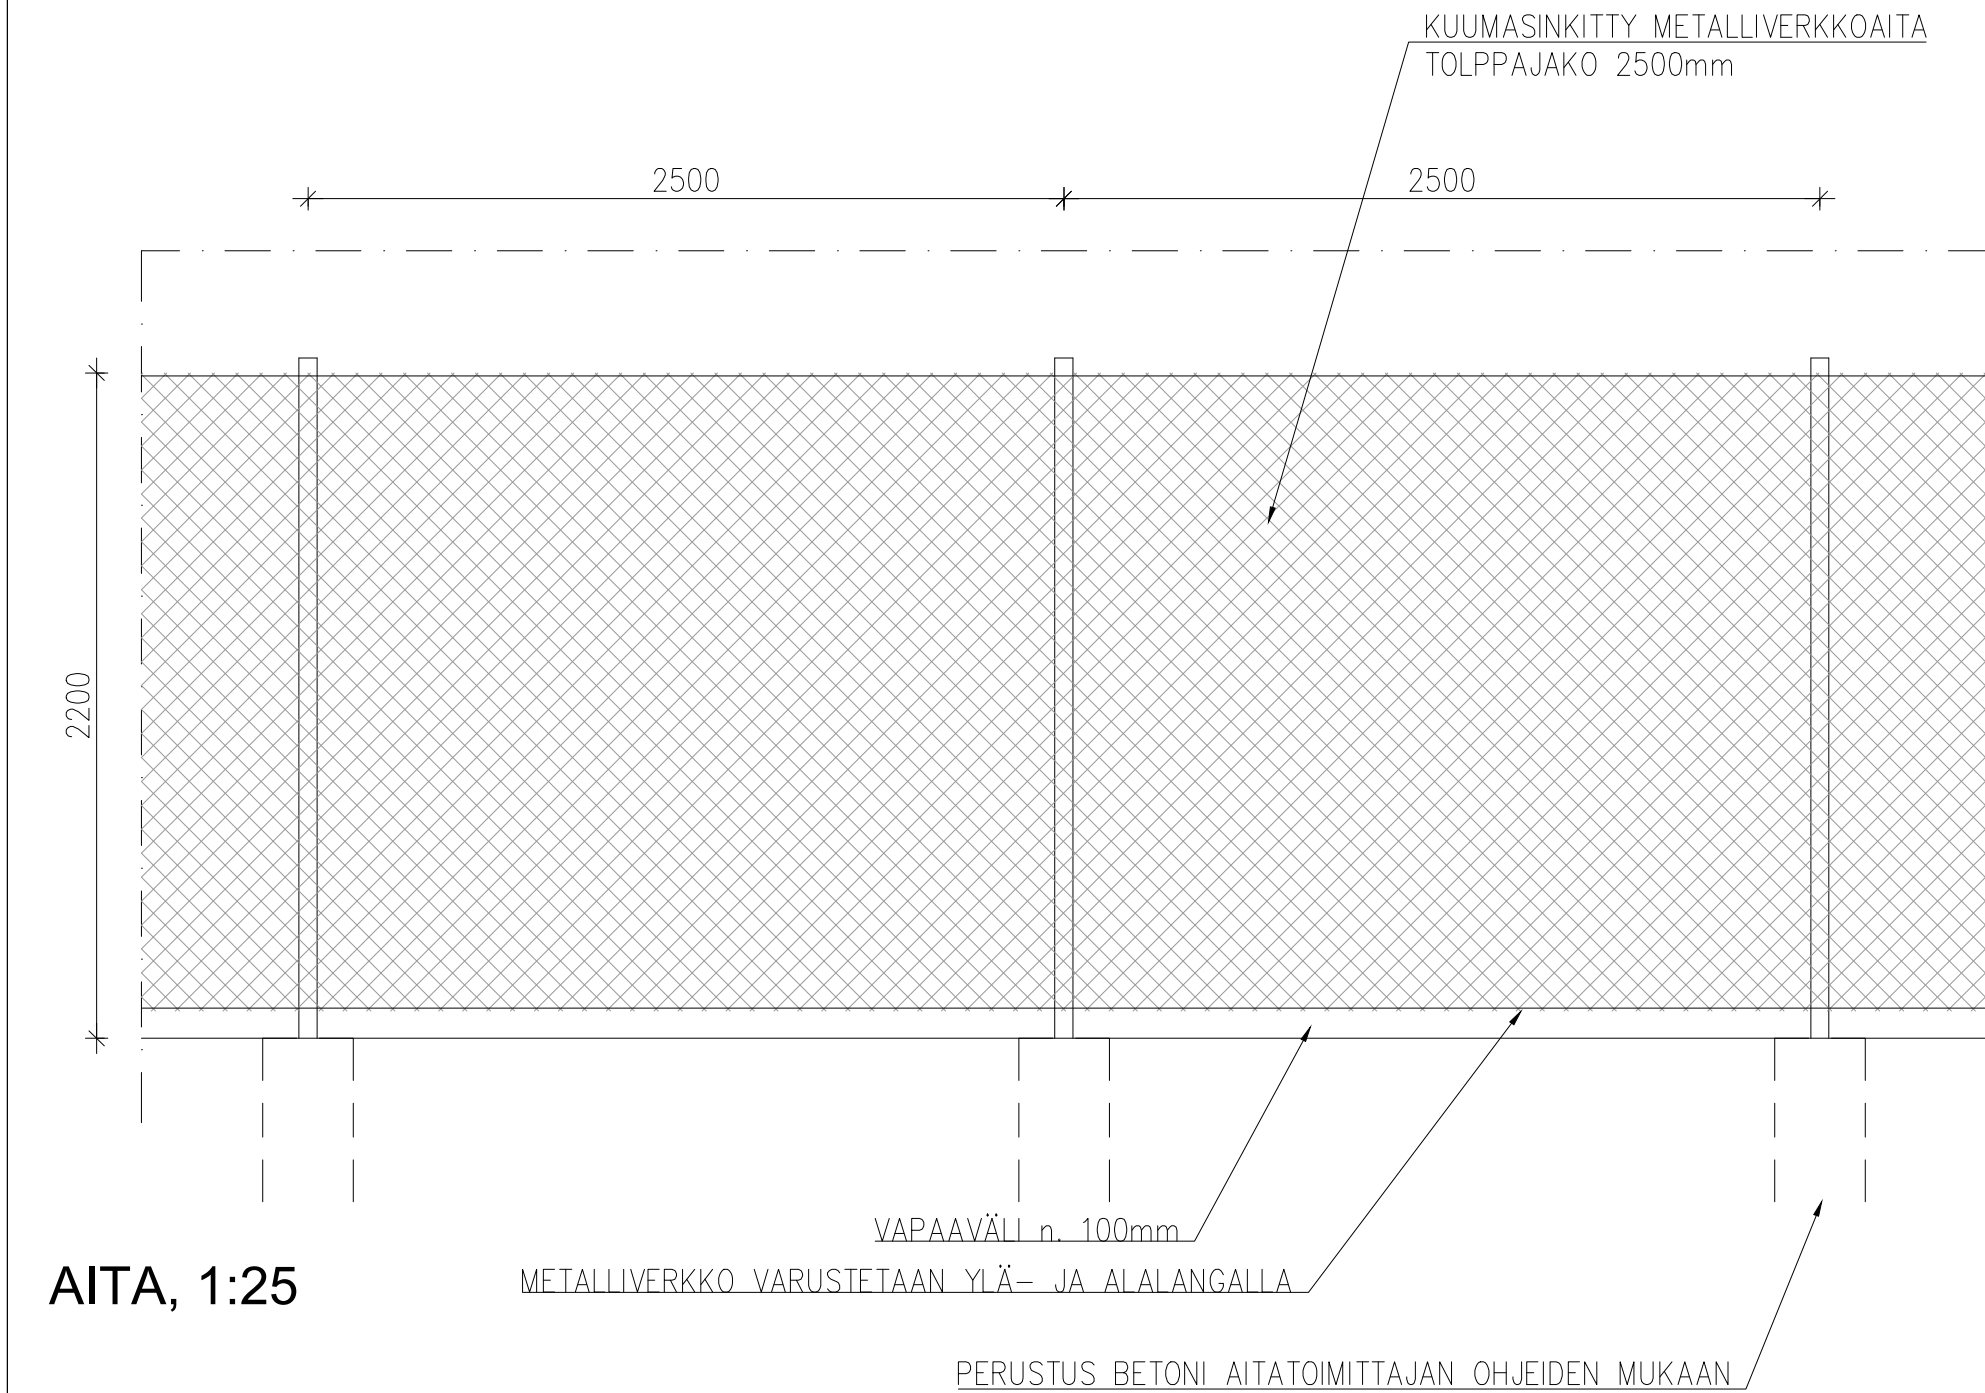 KUUMASINKITTY METALLIVERKKOAITA
TOLPPAJAKO 2500mm
2500
2500
2200
VAPAAVÄLI n. 100mm
METALLIVERKKO VARUSTETAAN YLÄ- JA ALALANGALLA
AITA, 1:25
PERUSTUS BETONI AITATOIMITTAJAN OHJEIDEN MUKAAN